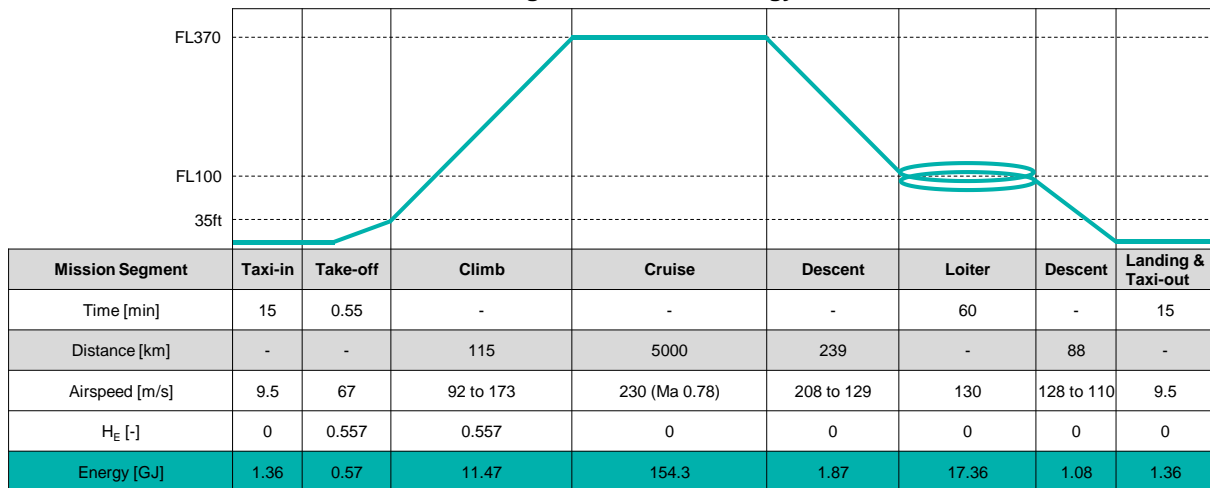 FL370
FL100
35ft
Mission Segment Taxi-in Take-off Climb Cruise Descent Loiter Descent Landing & Taxi-out
Time [min] 15 0.55 - - - 60 - 15
Distance [km] - - 115 5000 239 - 88 -
Airspeed [m/s] 9.5 67 92 to 173 230 (Ma 0.78) 208 to 129 130 128 to 110 9.5
H_E [-] 0 0.557 0.557 0 0 0 0 0
Energy [GJ] 1.36 0.57 11.47 154.3 1.87 17.36 1.08 1.36